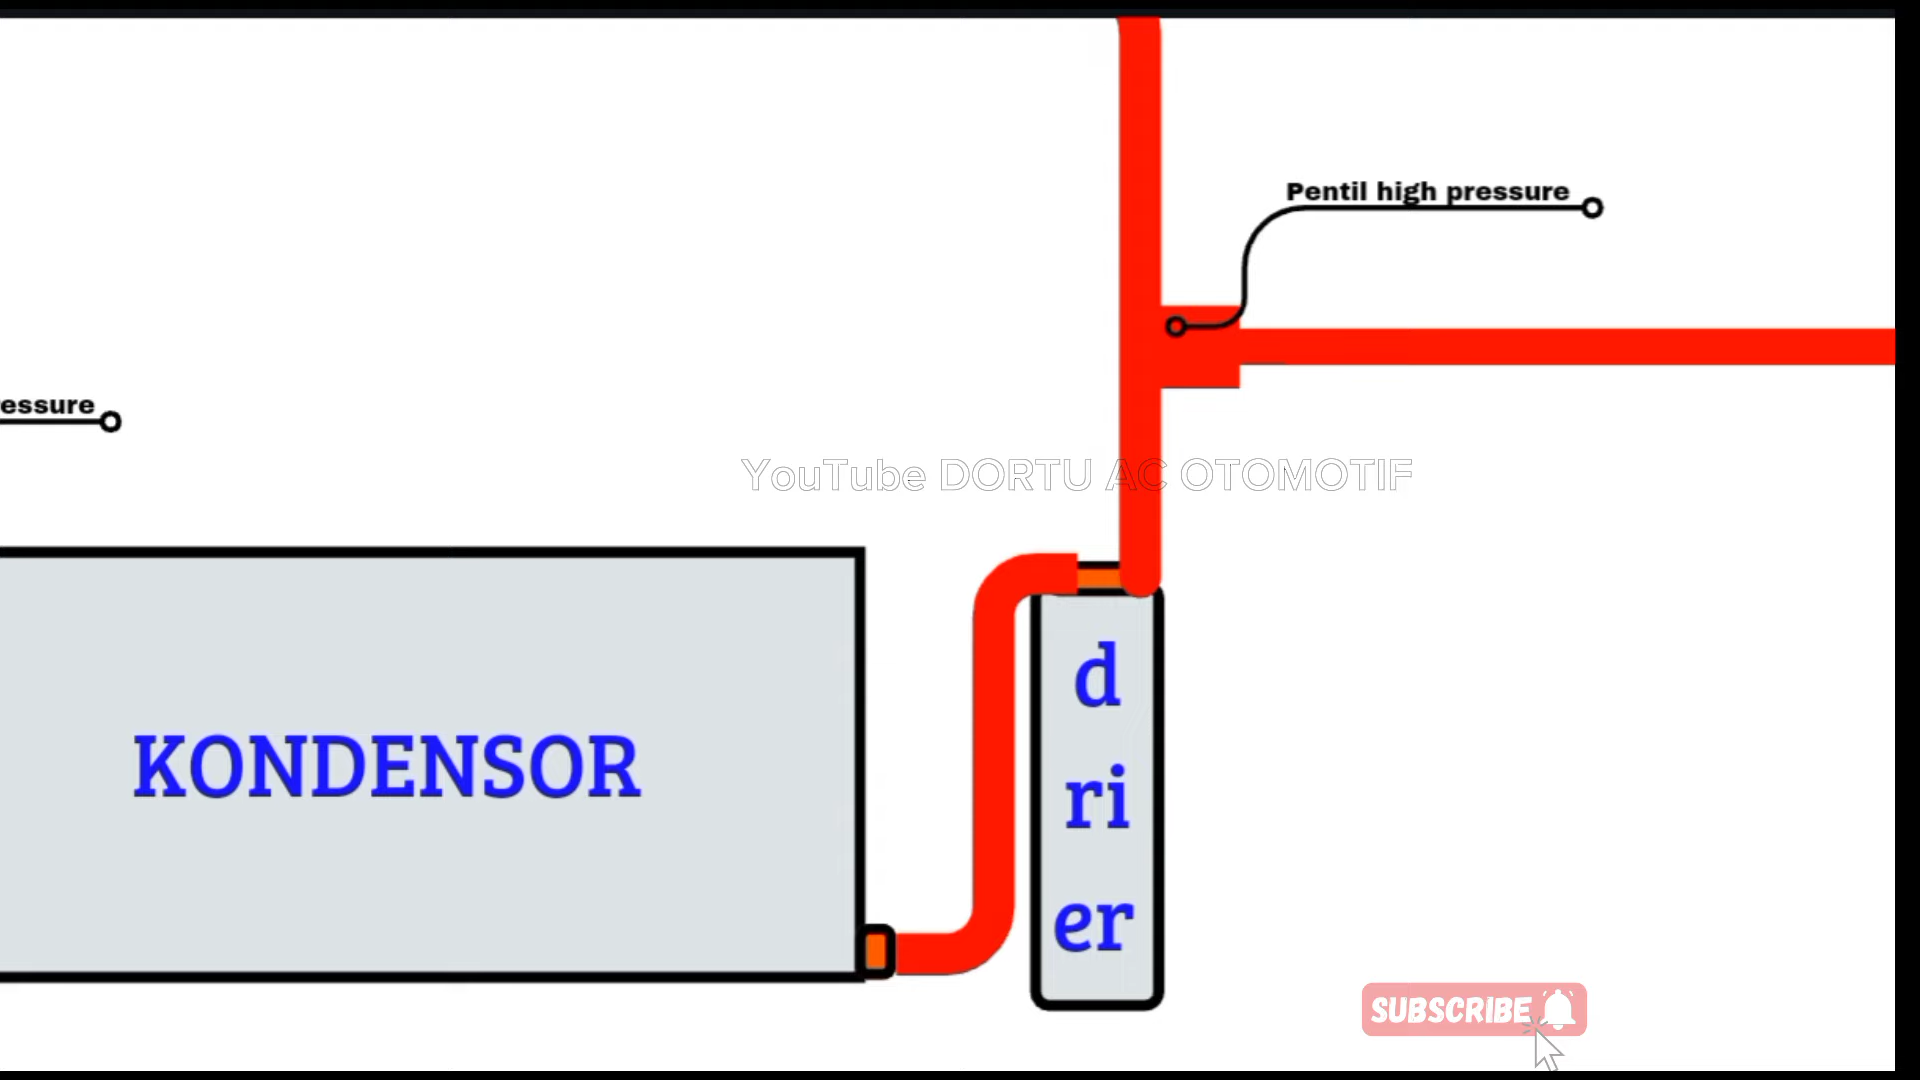 Pentil high pressure
essure
YouTube DORTU AC OTOMOTIF
KONDENSOR
d
ri
er
SUBSCRIBE